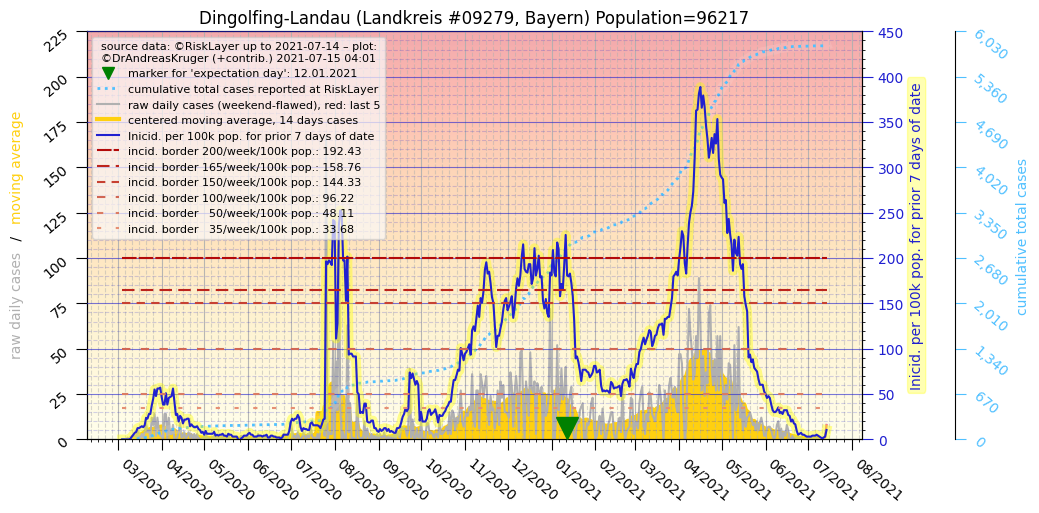 Dingolfing-Landau (Landkreis #09279, Bayern) Population=96217
source data: ©RiskLayer up to 2021-07-14 – plot:
©DrAndreasKruger (+contrib.) 2021-07-15 04:01
marker for 'expectation day': 12.01.2021
cumulative total cases reported at RiskLayer
raw daily cases (weekend-flawed), red: last 5
centered moving average, 14 days cases
Inicid. per 100k pop. for prior 7 days of date
incid. border 200/week/100k pop.: 192.43
incid. border 165/week/100k pop.: 158.76
incid. border 150/week/100k pop.: 144.33
incid. border 100/week/100k pop.: 96.22
incid. border   50/week/100k pop.: 48.11
incid. border   35/week/100k pop.: 33.68
raw daily cases   /   moving average
225
200
175
150
125
100
75
50
25
0
450
400
350
300
250
200
150
100
50
0
Inicid. per 100k pop. for prior 7 days of date
6,030
5,360
4,690
4,020
3,350
2,680
2,010
1,340
670
0
cumulative total cases
03/2020
04/2020
05/2020
06/2020
07/2020
08/2020
09/2020
10/2020
11/2020
12/2020
01/2021
02/2021
03/2021
04/2021
05/2021
06/2021
07/2021
08/2021